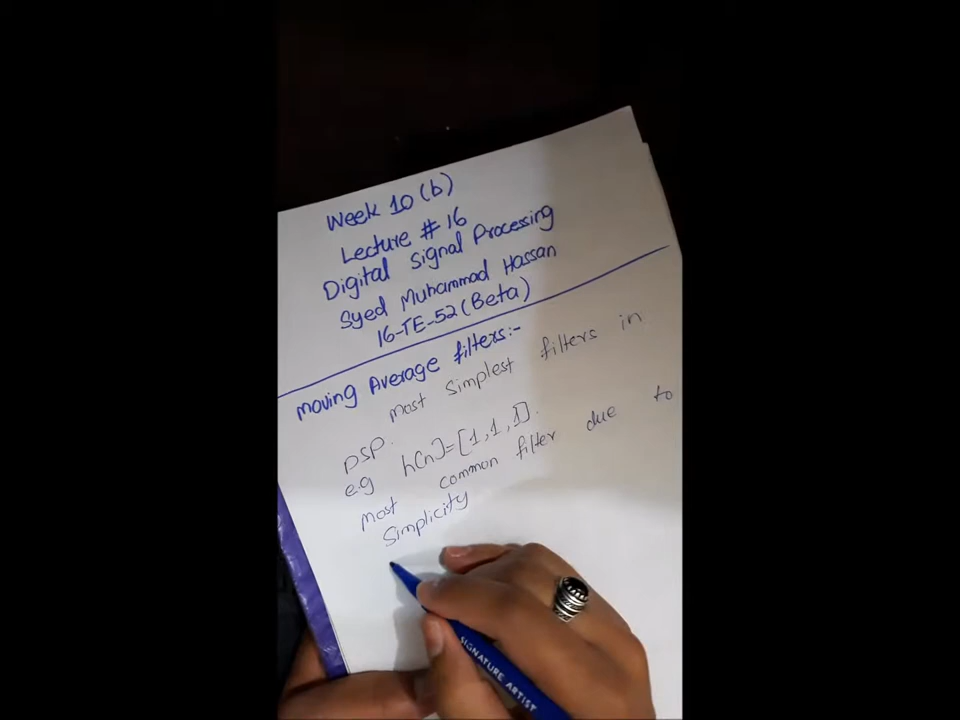 Week 10 (b)
Lecture # 16
Digital Signal Processing
Syed Muhammad Hassan
16-TE-52 (Beta)
Moving Average filters:-
most simplest filters in
DSP.
e.g h[n]=[1,1,1].
most common filter due to
Simplicity
SIGNATURE ARTIST